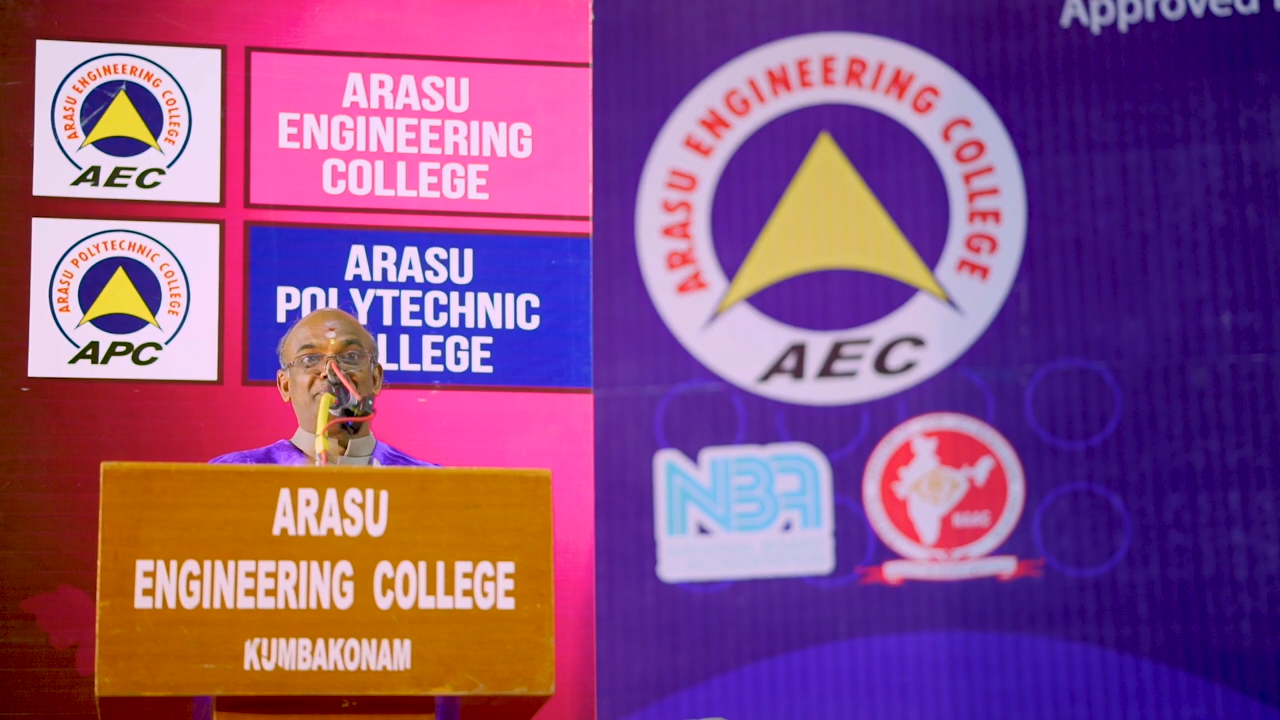 Approved
ARASU ENGINEERING COLLEGE
AEC
ARASU
ENGINEERING
COLLEGE
ARASU POLYTECHNIC COLLEGE
APC
ARASU
POLYTECHNIC
LLEGE
ARASU ENGINEERING COLLEGE
AEC
NBA
ARASU
ENGINEERING COLLEGE
KUMBAKONAM